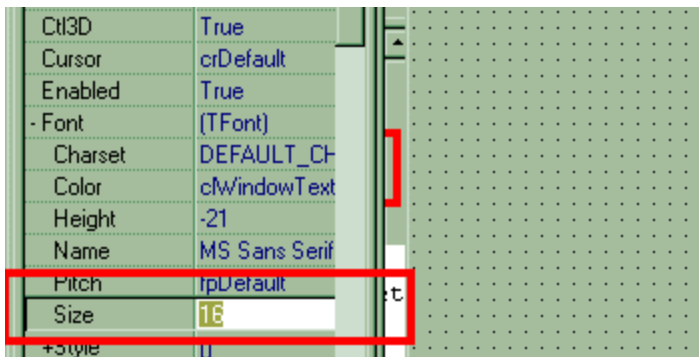 Ctl3D True
Cursor crDefault
Enabled True
- Font (TFont)
Charset DEFAULT_CH
Color clWindowText
Height -21
Name MS Sans Serif
Pitch fpDefault
et
Size 16
+Style []